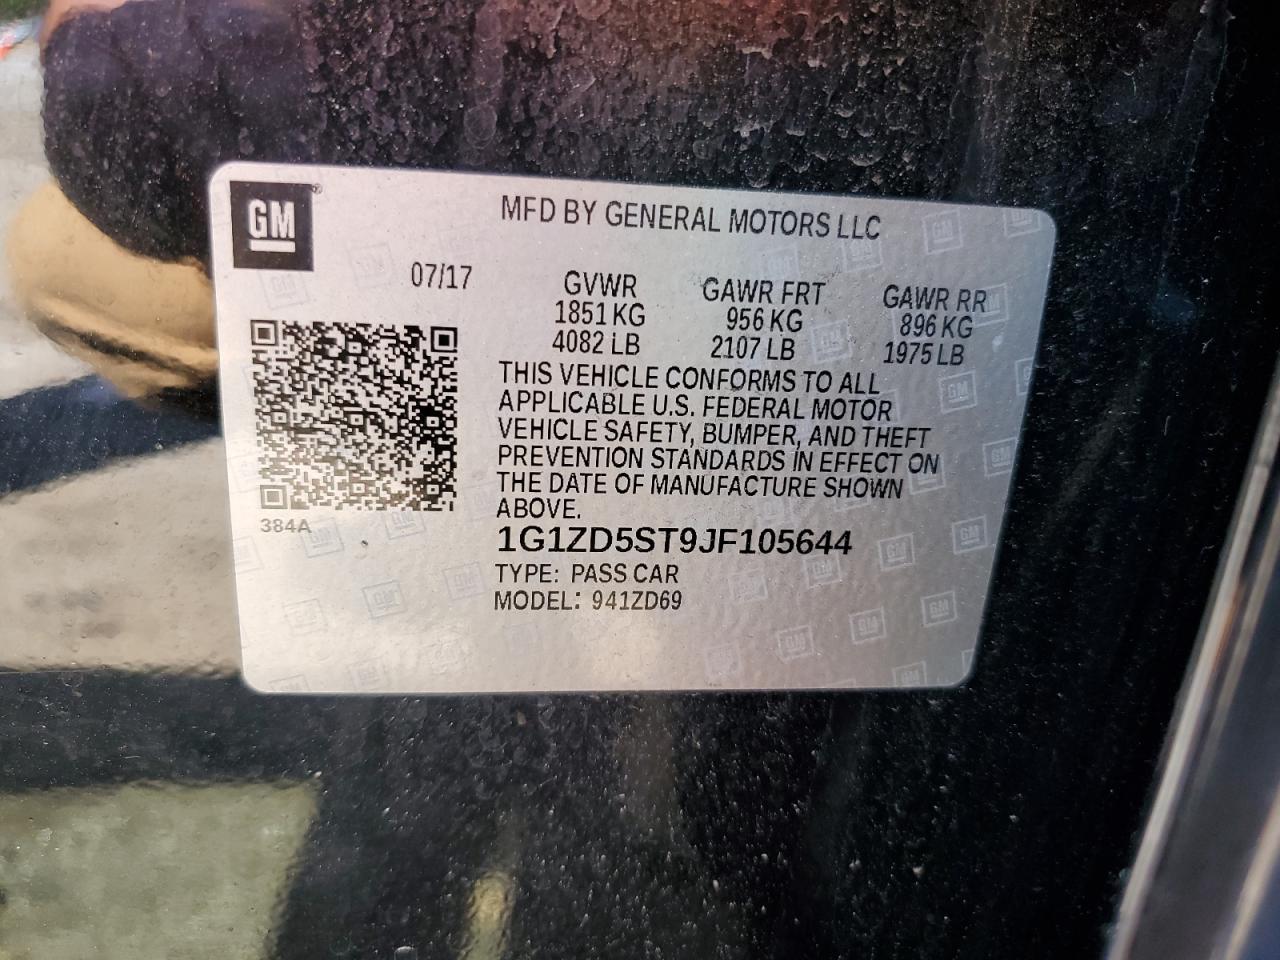 GM
MFD BY GENERAL MOTORS LLC
07/17
GVWR
1851 KG
4082 LB
GAWR FRT
956 KG
2107 LB
GAWR RR
896 KG
1975 LB
THIS VEHICLE CONFORMS TO ALL
APPLICABLE U.S. FEDERAL MOTOR
VEHICLE SAFETY, BUMPER, AND THEFT
PREVENTION STANDARDS IN EFFECT ON
THE DATE OF MANUFACTURE SHOWN
ABOVE.
384A
1G1ZD5ST9JF105644
TYPE: PASS CAR
MODEL: 941ZD69